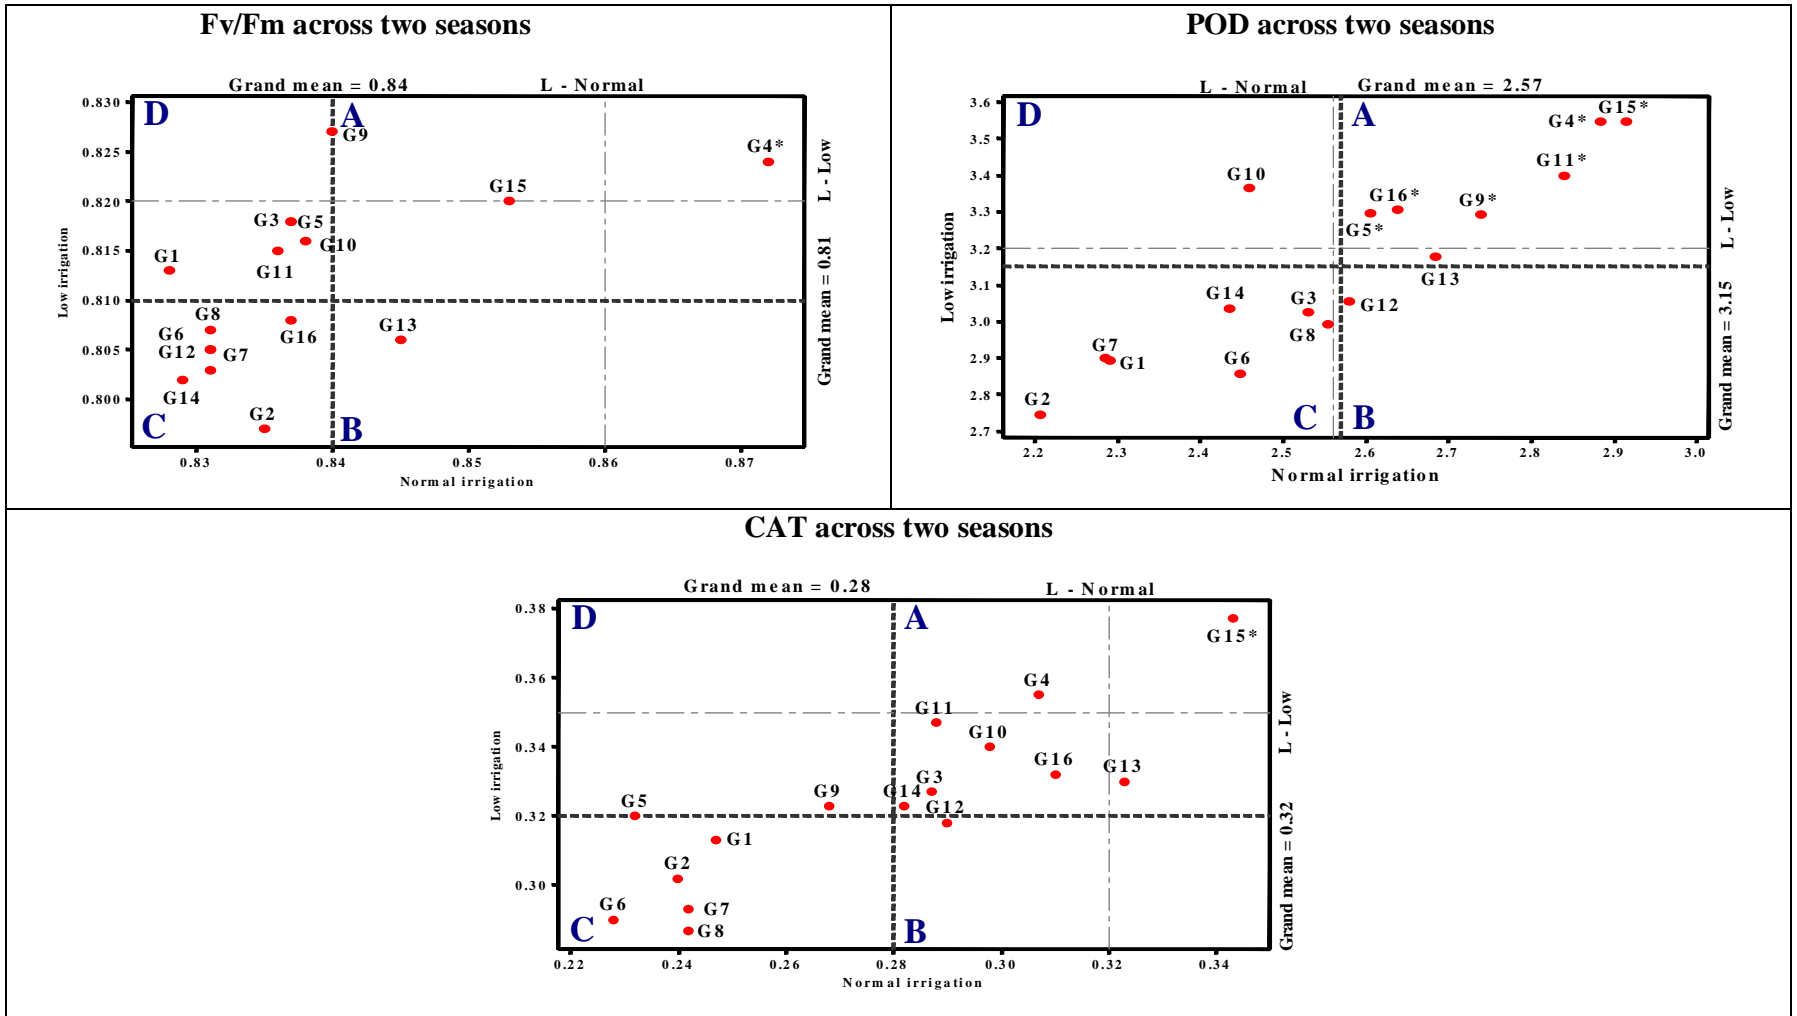 Fv/Fm across two seasons
Grand mean = 0.84
L - Normal
D
A
G9
G4*
G15
G3
G5
G10
G1
G11
G8
G6
G16
G13
G12
G7
G14
G2
C
B
0.830
0.825
0.820
0.815
0.810
0.805
0.800
Low irrigation
L - Low
Grand mean = 0.81
0.83
0.84
0.85
0.86
0.87
Normal irrigation
POD across two seasons
L - Normal
Grand mean = 2.57
D
A
G15*
G4*
G11*
G10
G16*
G9*
G5*
G13
G14
G3
G12
G8
G7
G1
G6
G2
C
B
3.6
3.5
3.4
3.3
3.2
3.1
3.0
2.9
2.8
2.7
Low irrigation
L - Low
Grand mean = 3.15
2.2
2.3
2.4
2.5
2.6
2.7
2.8
2.9
3.0
Normal irrigation
CAT across two seasons
Grand mean = 0.28
L - Normal
D
A
G15*
G4
G11
G10
G16
G13
G3
G9
G14
G12
G5
G1
G2
G6
G7
G8
C
B
0.38
0.36
0.34
0.32
0.30
Low irrigation
L - Low
Grand mean = 0.32
0.22
0.24
0.26
0.28
0.30
0.32
0.34
Normal irrigation